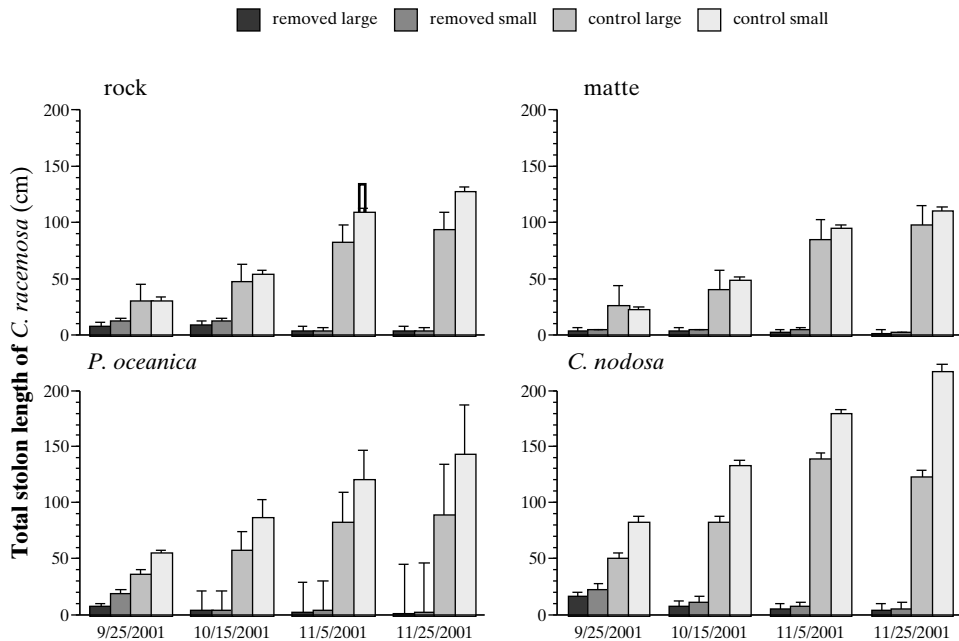 removed large removed small control large control small
rock matte
200 200
150 150
100 100
50 50
0 0
P. oceanica C. nodosa
200 200
150 150
100 100
50 50
0 0
9/25/2001 10/15/2001 11/5/2001 11/25/2001 9/25/2001 10/15/2001 11/5/2001 11/25/2001
Total stolon length of C. racemosa (cm)